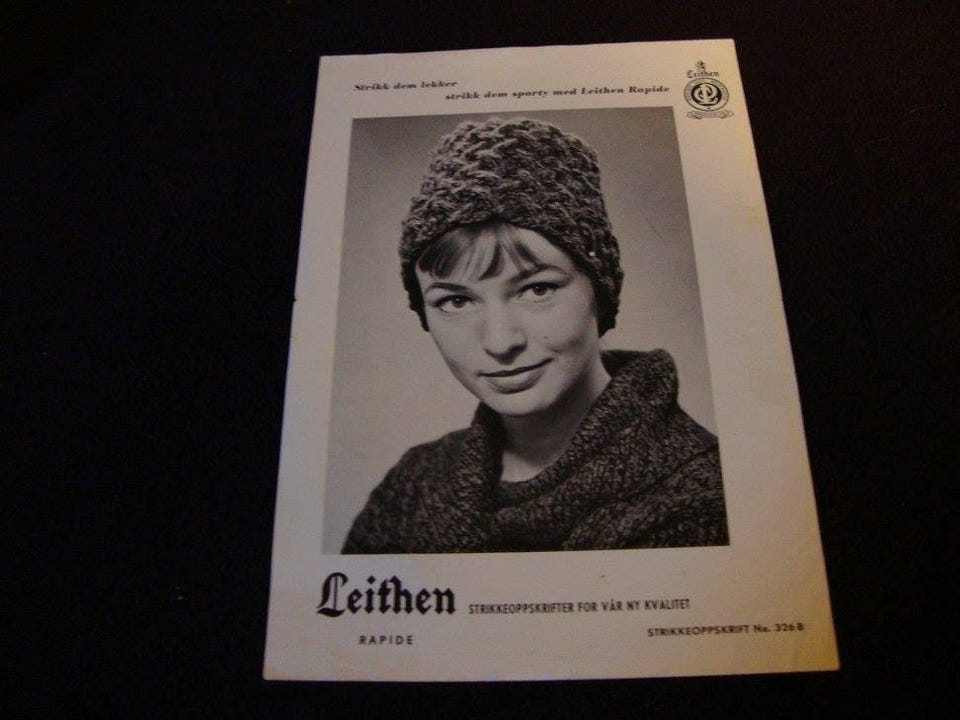 Strikk dem lekker
strikk dem sporty med Leithen Rapide
Leithen
Leithen STRIKKEOPPSKRIFTER FOR VÅR NY KVALITET
RAPIDE
STRIKKEOPPSKRIFT No. 326 B